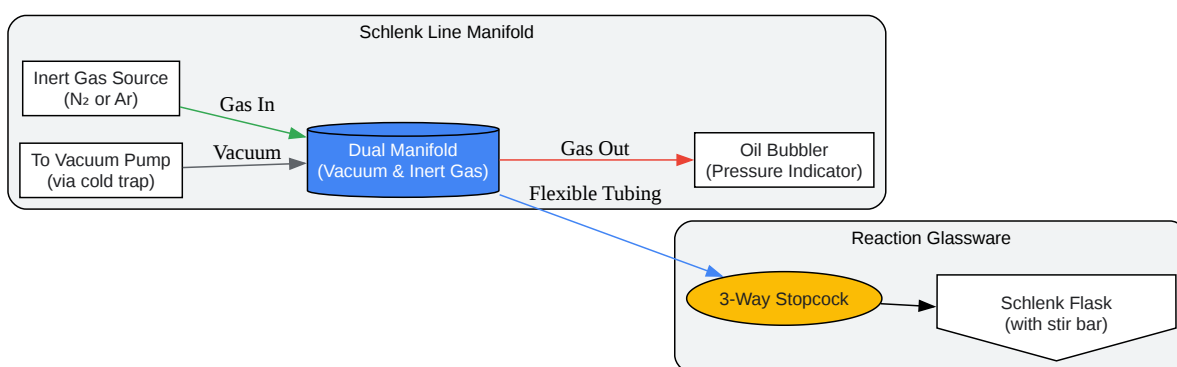 Schlenk Line Manifold
Inert Gas Source
(N₂ or Ar)
Gas In
To Vacuum Pump
(via cold trap)
Vacuum
Dual Manifold
(Vacuum & Inert Gas)
Gas Out
Oil Bubbler
(Pressure Indicator)
Flexible Tubing
Reaction Glassware
3-Way Stopcock
Schlenk Flask
(with stir bar)